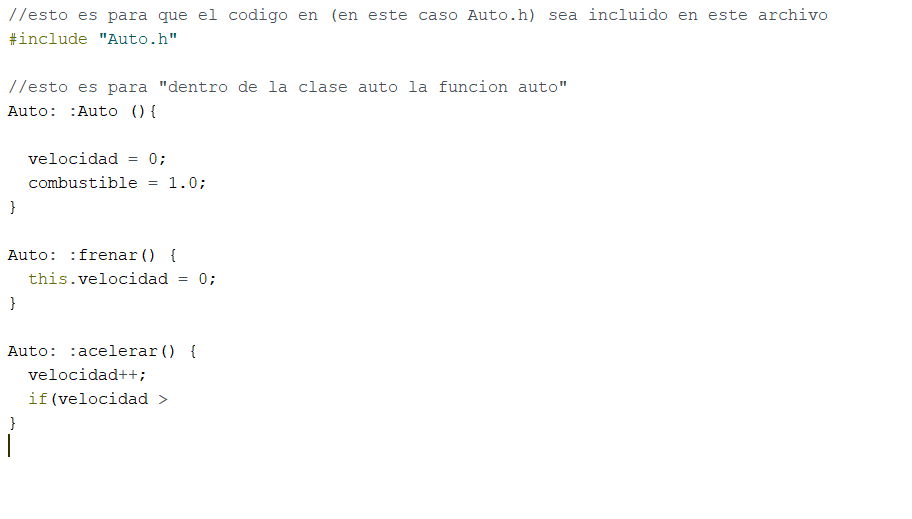 //esto es para que el codigo en (en este caso Auto.h) sea incluido en este archivo
#include "Auto.h"
//esto es para "dentro de la clase auto la funcion auto"
Auto: :Auto (){
velocidad = 0;
combustible = 1.0;
}
Auto: :frenar() {
this.velocidad = 0;
}
Auto: :acelerar() {
velocidad++;
if(velocidad >
}